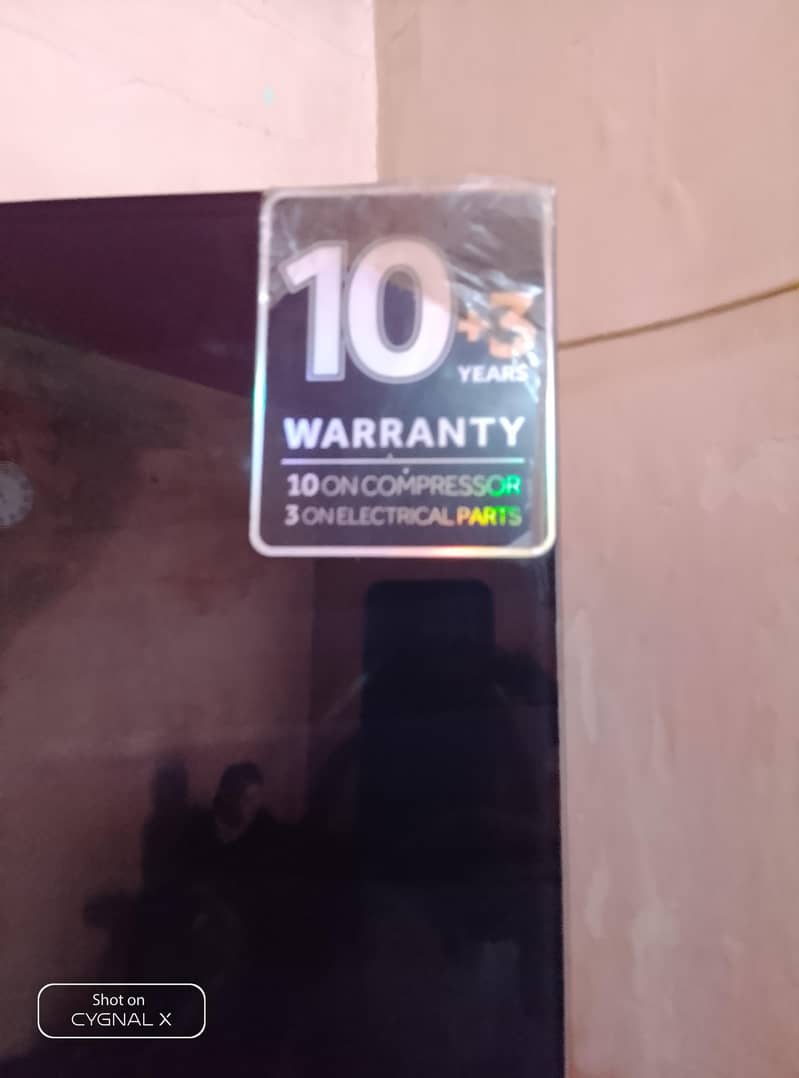 10+3
YEARS
WARRANTY
10 ON COMPRESSOR
3 ON ELECTRICAL PARTS
Shot on
CYGNAL X